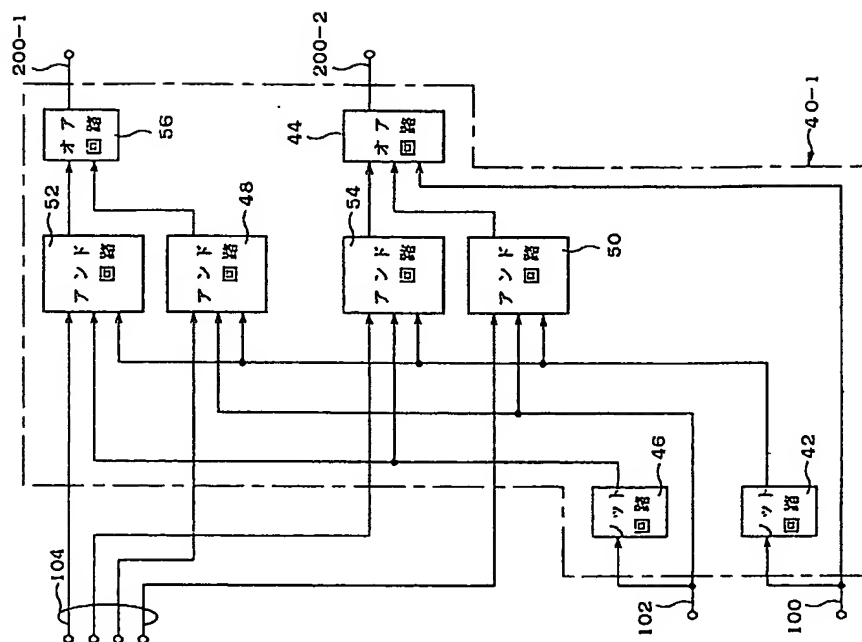 200-1
200-2
オア
回路
56
オア
回路
44
40-1
52
アンド
回路
アンド
回路
48
54
アンド
回路
アンド
回路
50
ノット
回路
46
ノット
回路
42
104
102
100